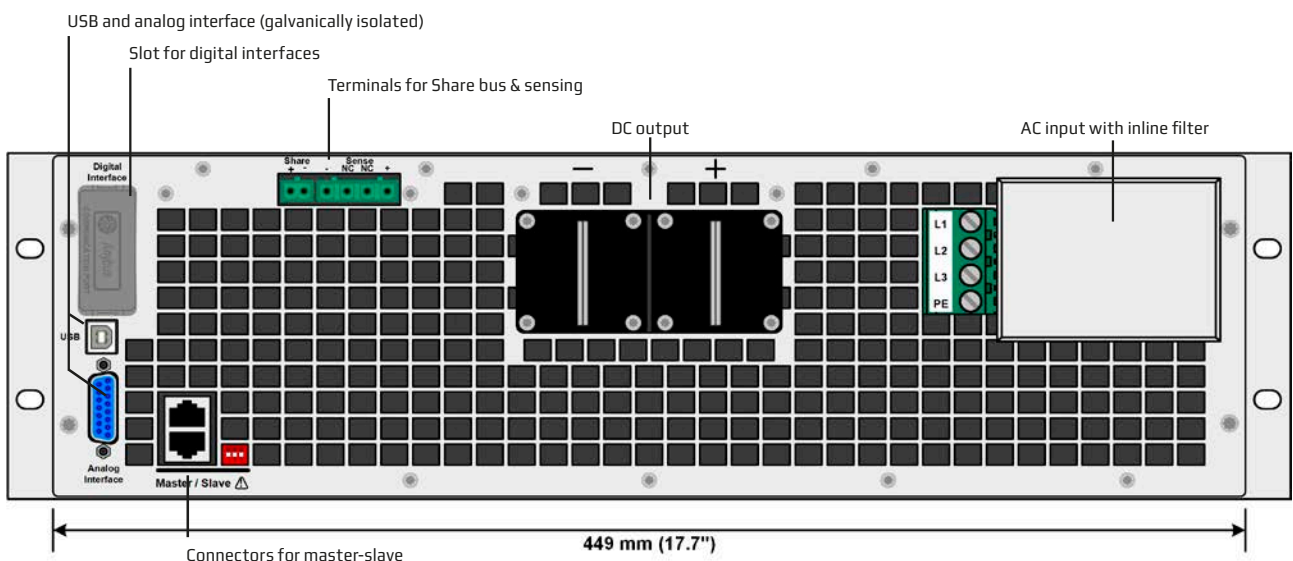 USB and analog interface (galvanically isolated)
Slot for digital interfaces
Terminals for Share bus & sensing
DC output
AC input with inline filter
Digital
Interface
Share
+ -
Sense
- NC NC +
− +
L1
L2
L3
PE
USB
Analog
Interface
Master / Slave ⚠
449 mm (17.7")
Connectors for master-slave